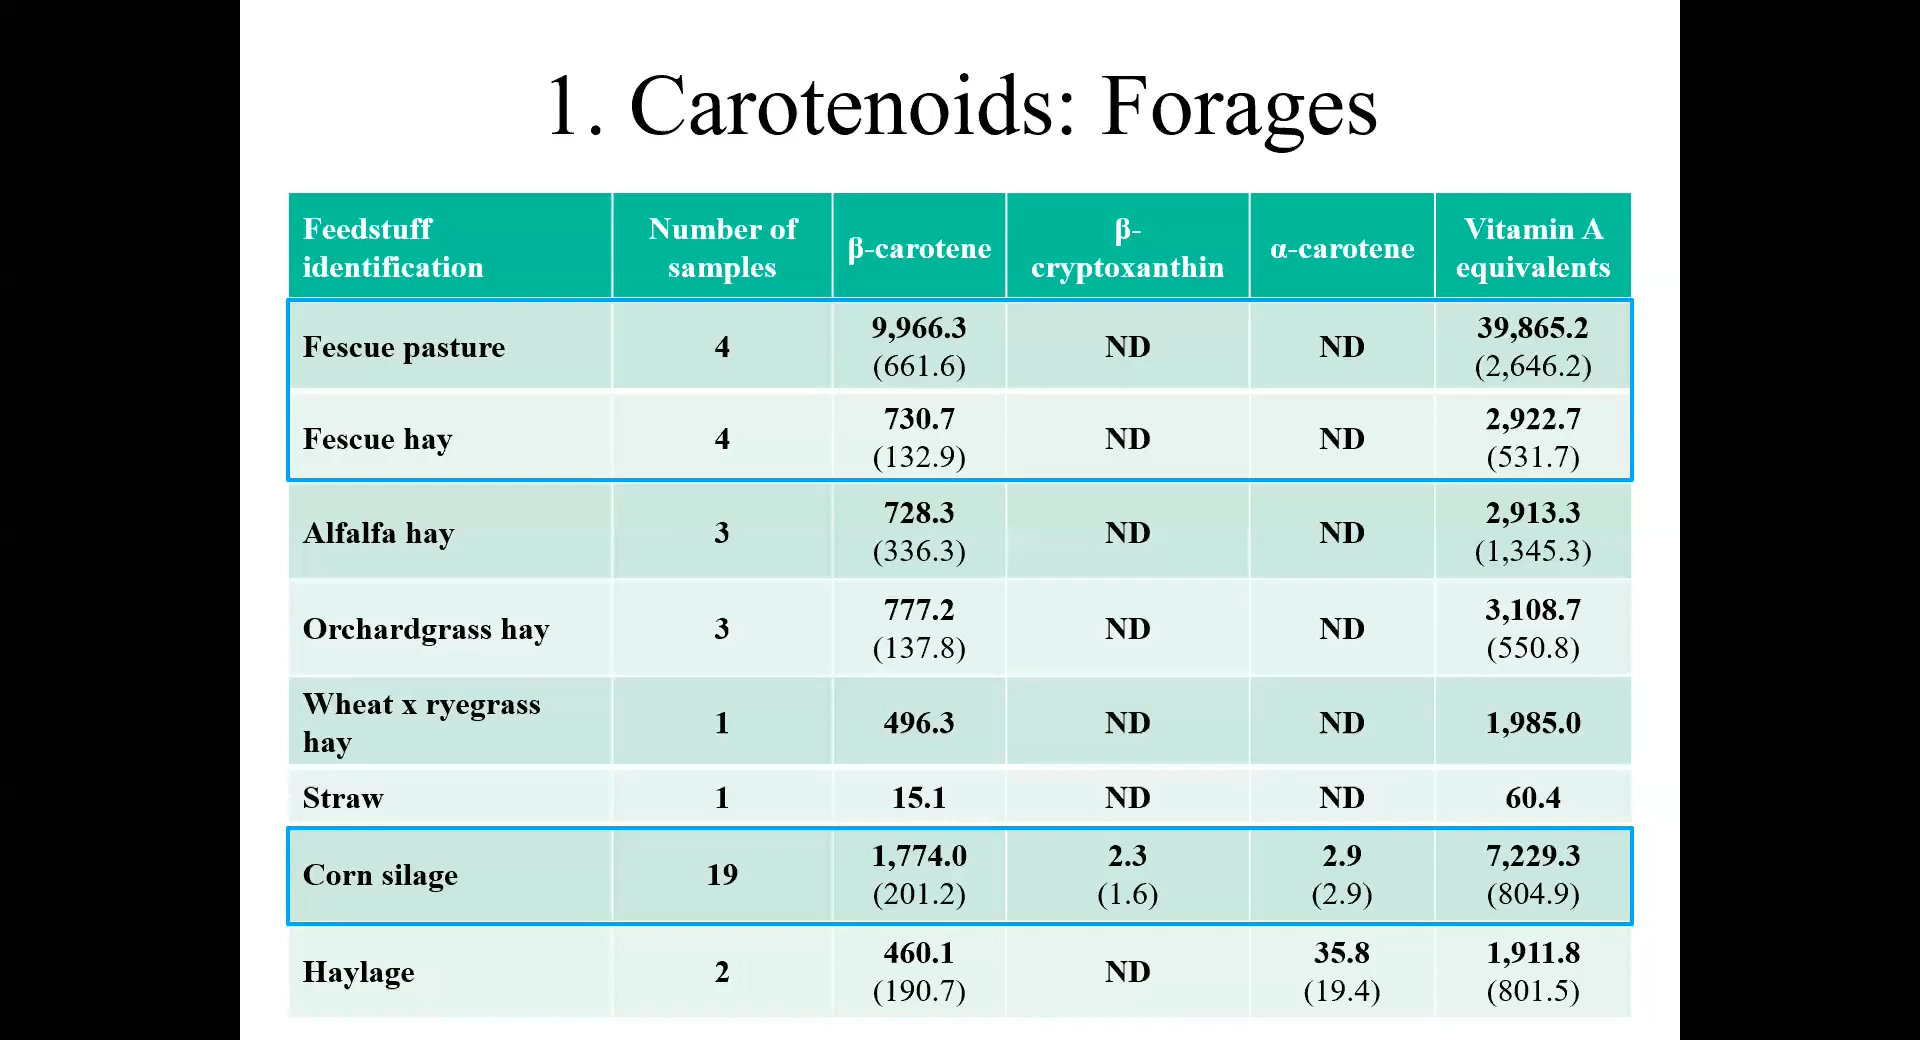 1. Carotenoids: Forages
Feedstuff identification | Number of samples | β-carotene | β-cryptoxanthin | α-carotene | Vitamin A equivalents
Fescue pasture | 4 | 9,966.3 (661.6) | ND | ND | 39,865.2 (2,646.2)
Fescue hay | 4 | 730.7 (132.9) | ND | ND | 2,922.7 (531.7)
Alfalfa hay | 3 | 728.3 (336.3) | ND | ND | 2,913.3 (1,345.3)
Orchardgrass hay | 3 | 777.2 (137.8) | ND | ND | 3,108.7 (550.8)
Wheat x ryegrass hay | 1 | 496.3 | ND | ND | 1,985.0
Straw | 1 | 15.1 | ND | ND | 60.4
Corn silage | 19 | 1,774.0 (201.2) | 2.3 (1.6) | 2.9 (2.9) | 7,229.3 (804.9)
Haylage | 2 | 460.1 (190.7) | ND | 35.8 (19.4) | 1,911.8 (801.5)